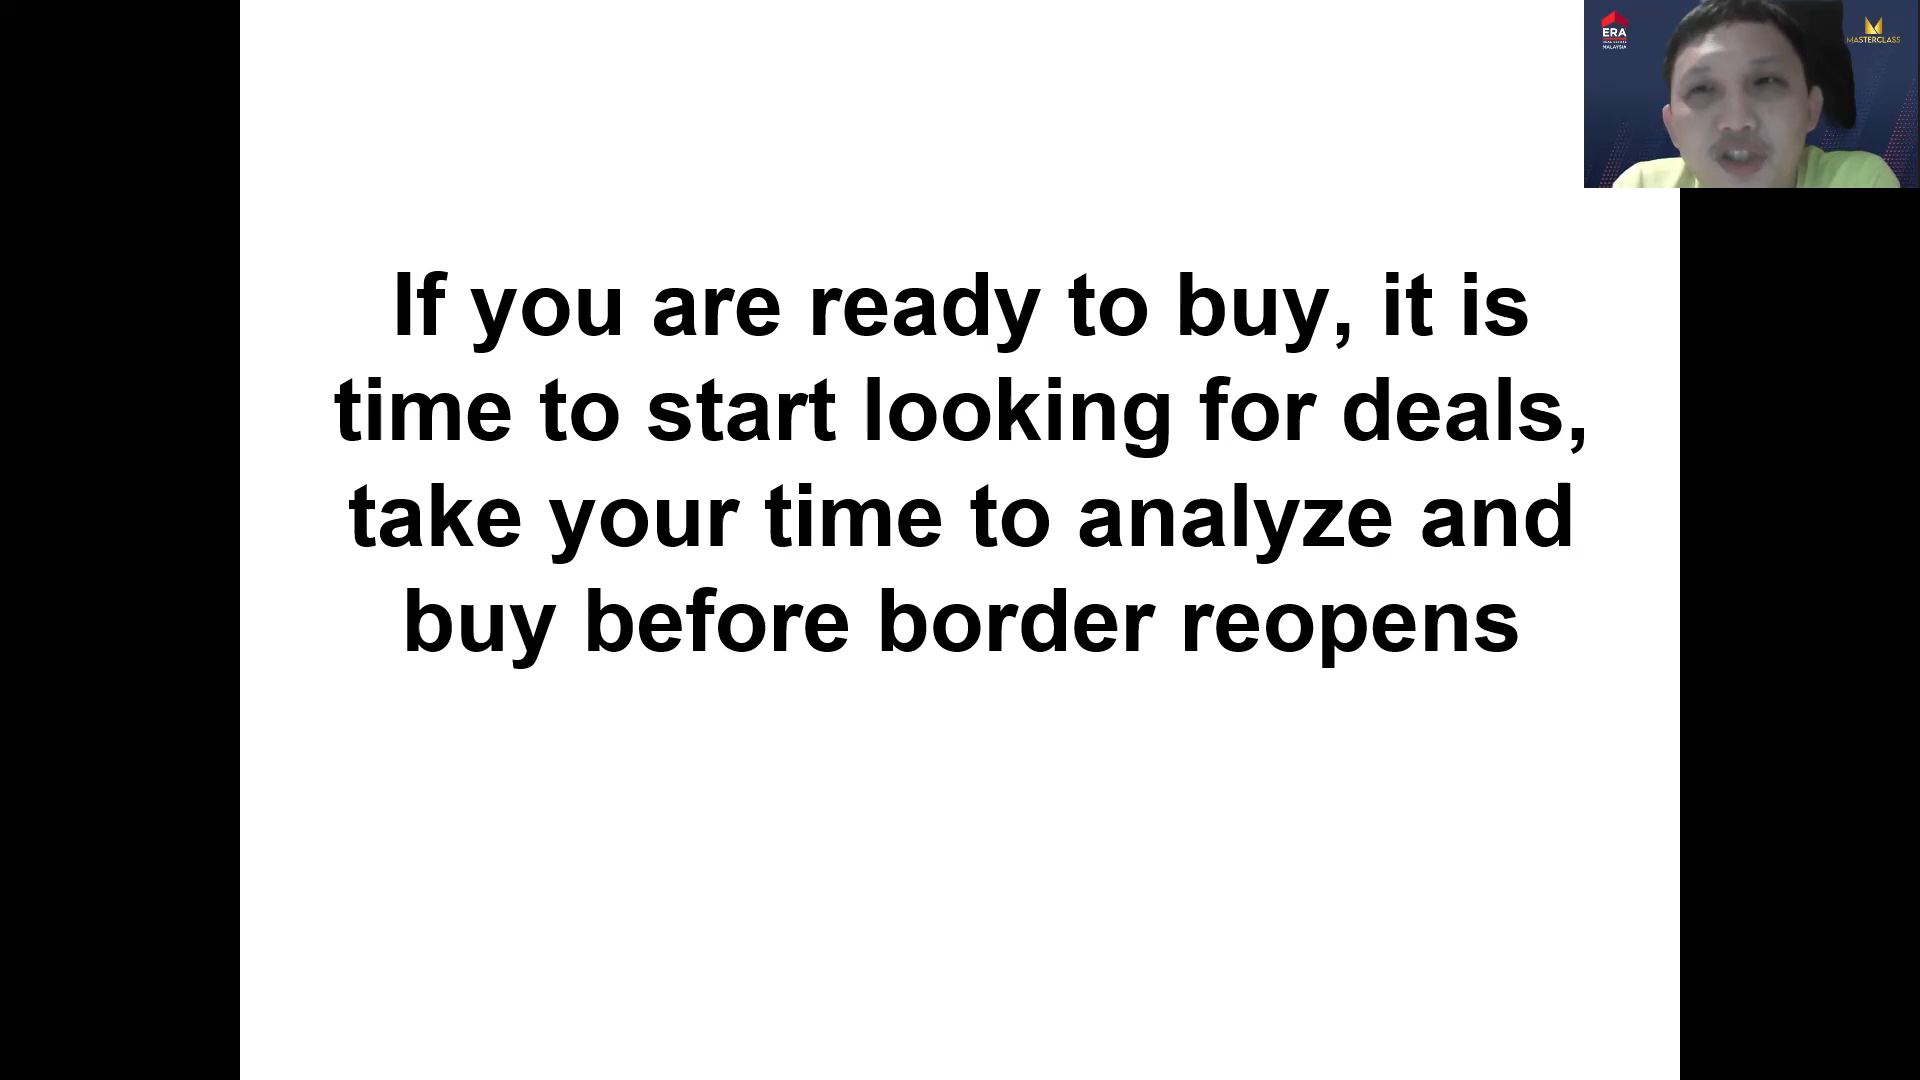 ERA
MALAYSIA
MASTERCLASS
If you are ready to buy, it is
time to start looking for deals,
take your time to analyze and
buy before border reopens